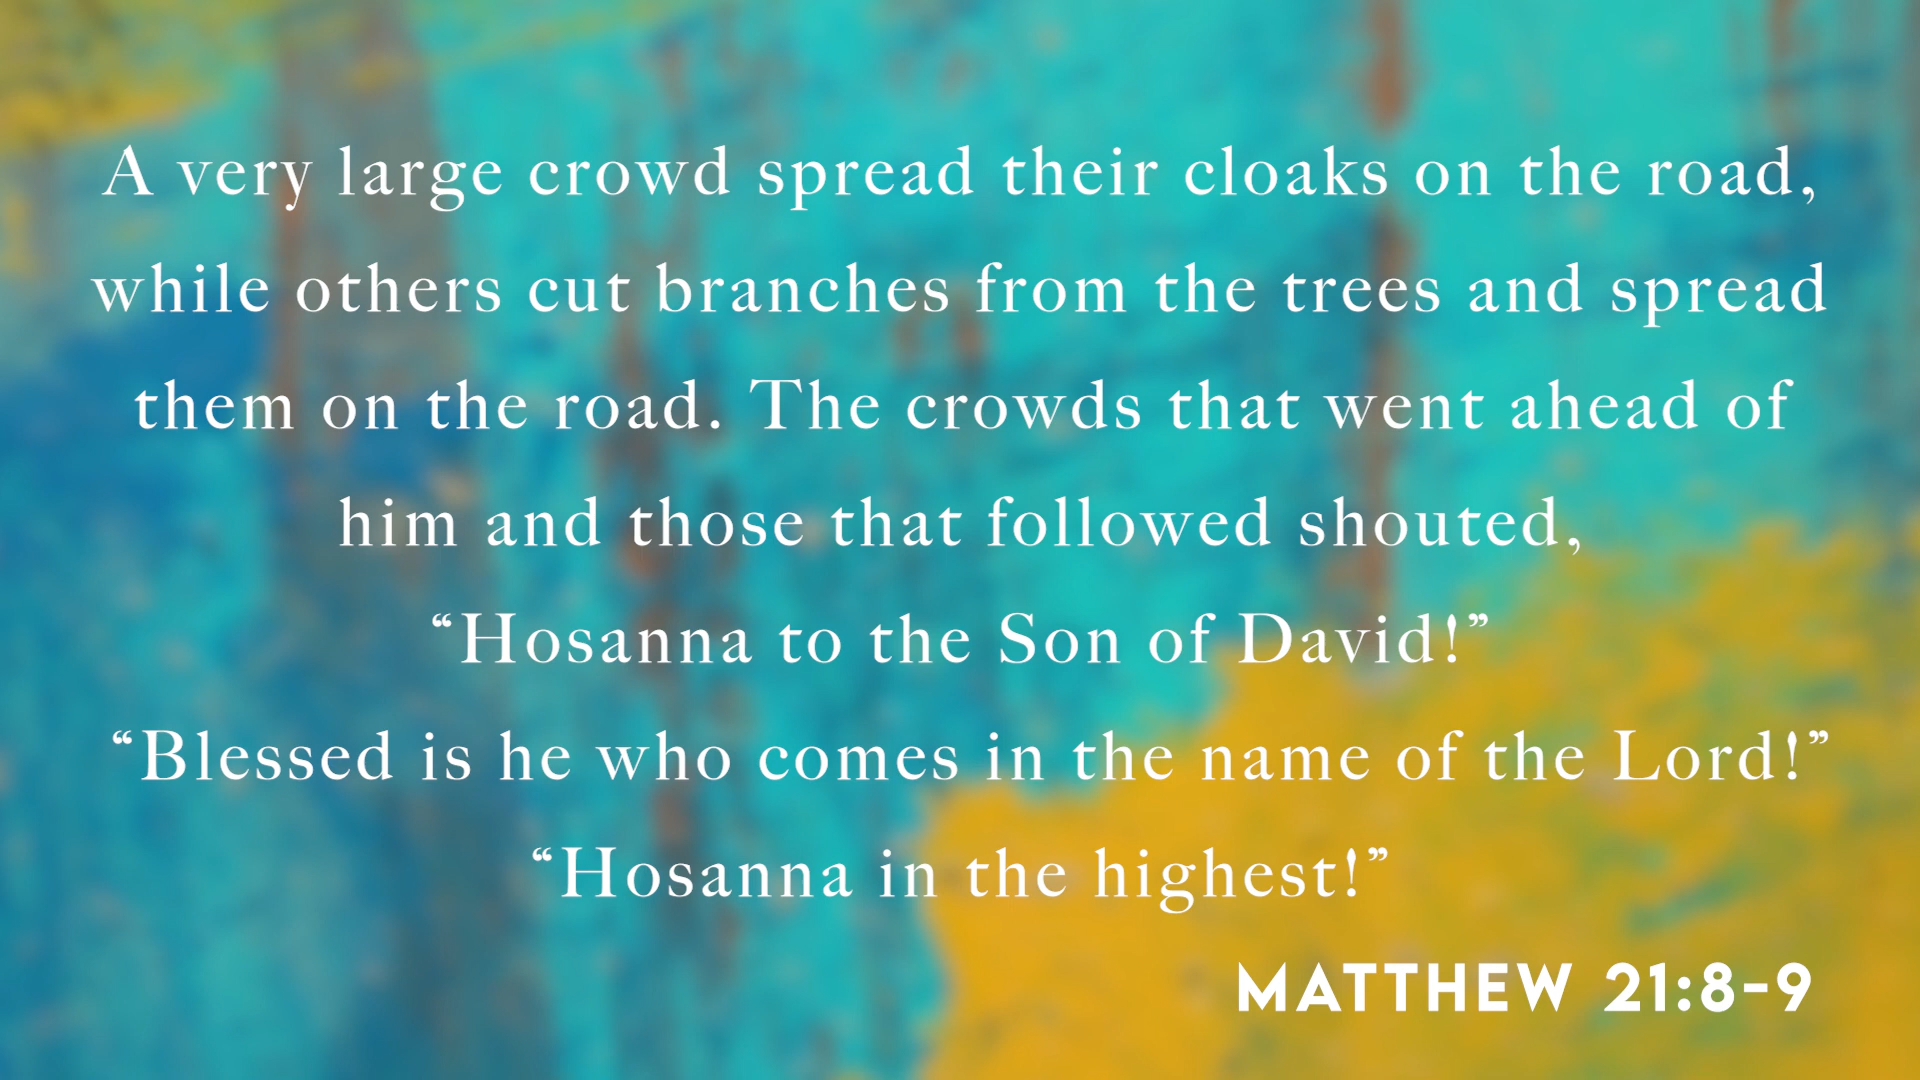 A very large crowd spread their cloaks on the road,
while others cut branches from the trees and spread
them on the road. The crowds that went ahead of
him and those that followed shouted,
“Hosanna to the Son of David!”
“Blessed is he who comes in the name of the Lord!”
“Hosanna in the highest!”
MATTHEW 21:8-9